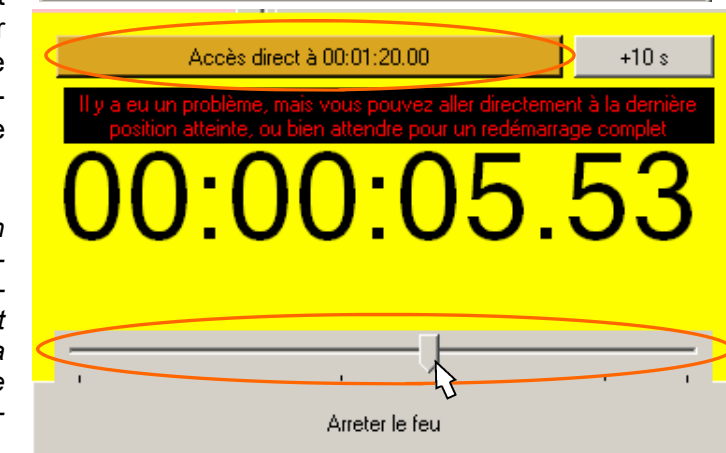 Accès direct à 00:01:20.00
+10 s
Il y a eu un problème, mais vous pouvez aller directement à la dernière
position atteinte, ou bien attendre pour un redémarrage complet
00:00:05.53
Arreter le feu